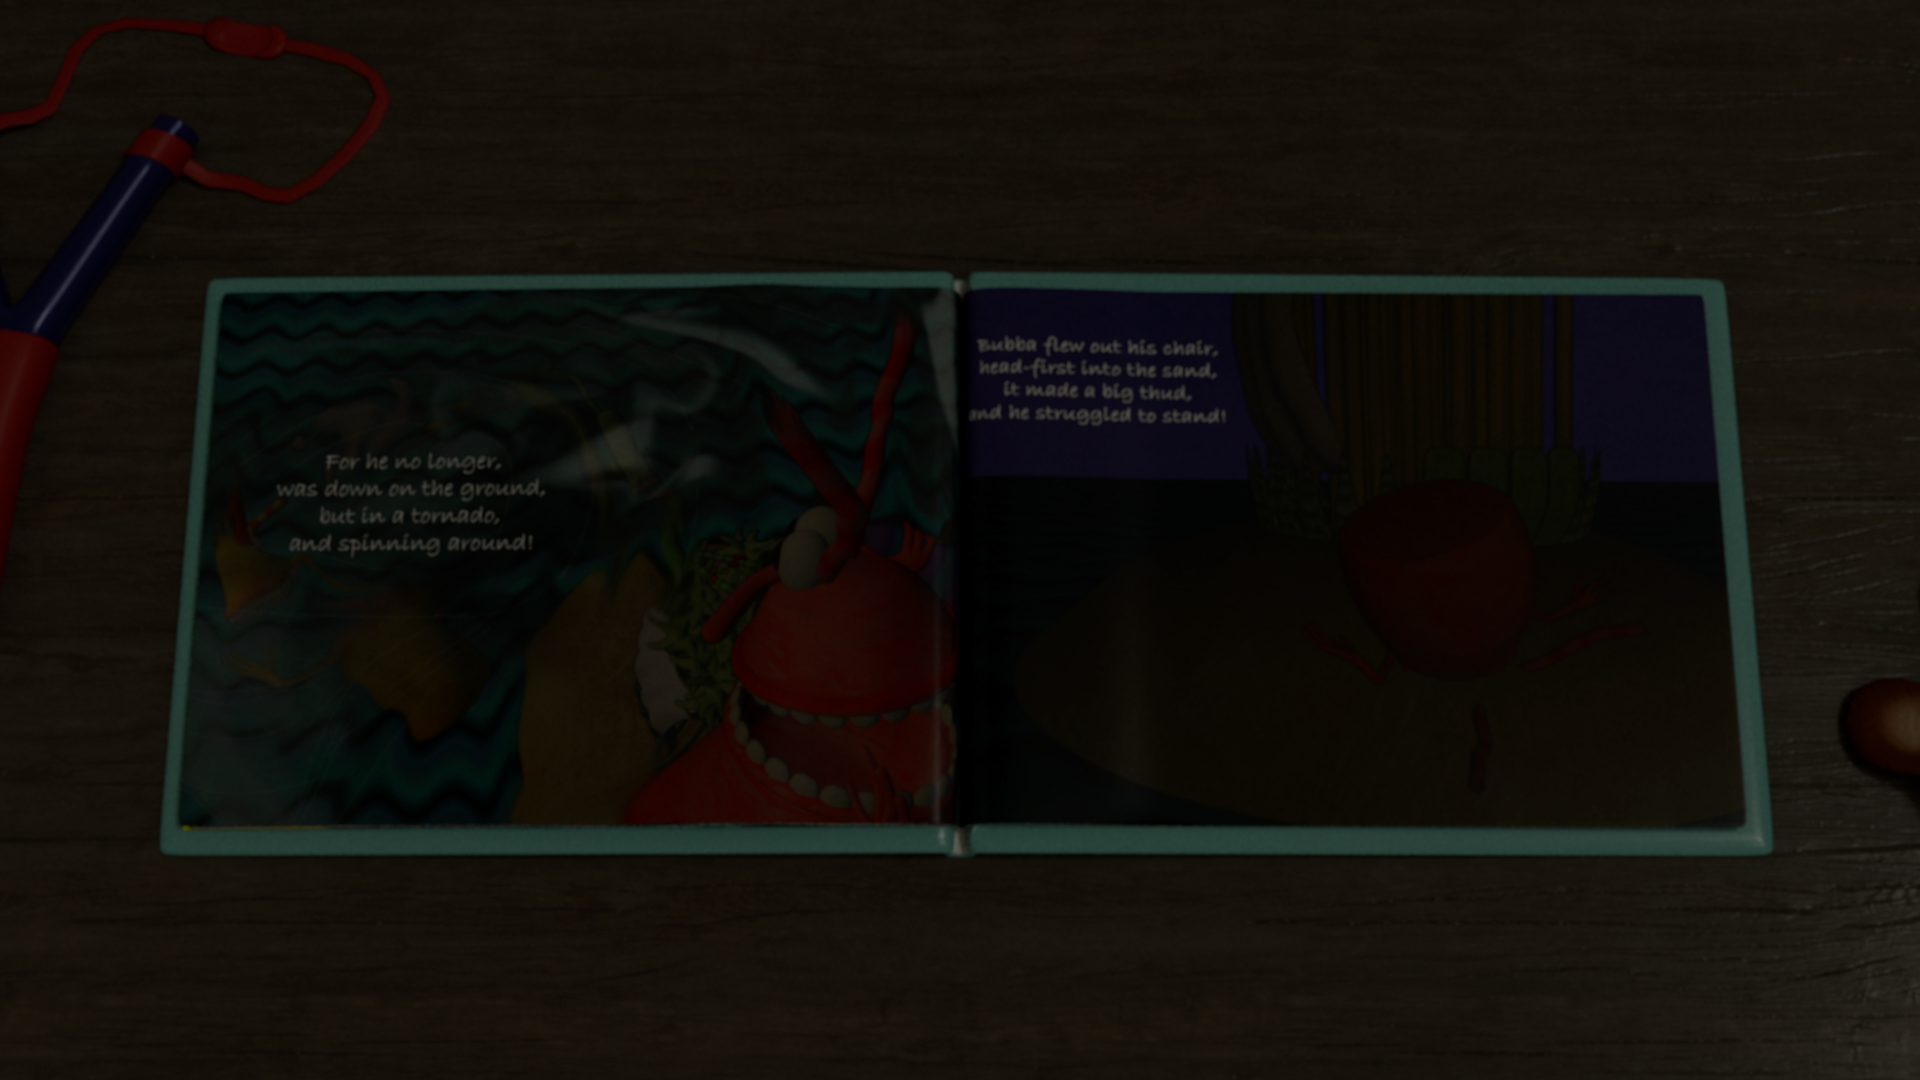 For he no longer,
was down on the ground,
but in a tornado,
and spinning around!
Bubba flew out his chair,
head-first into the sand,
it made a big thud,
and he struggled to stand!